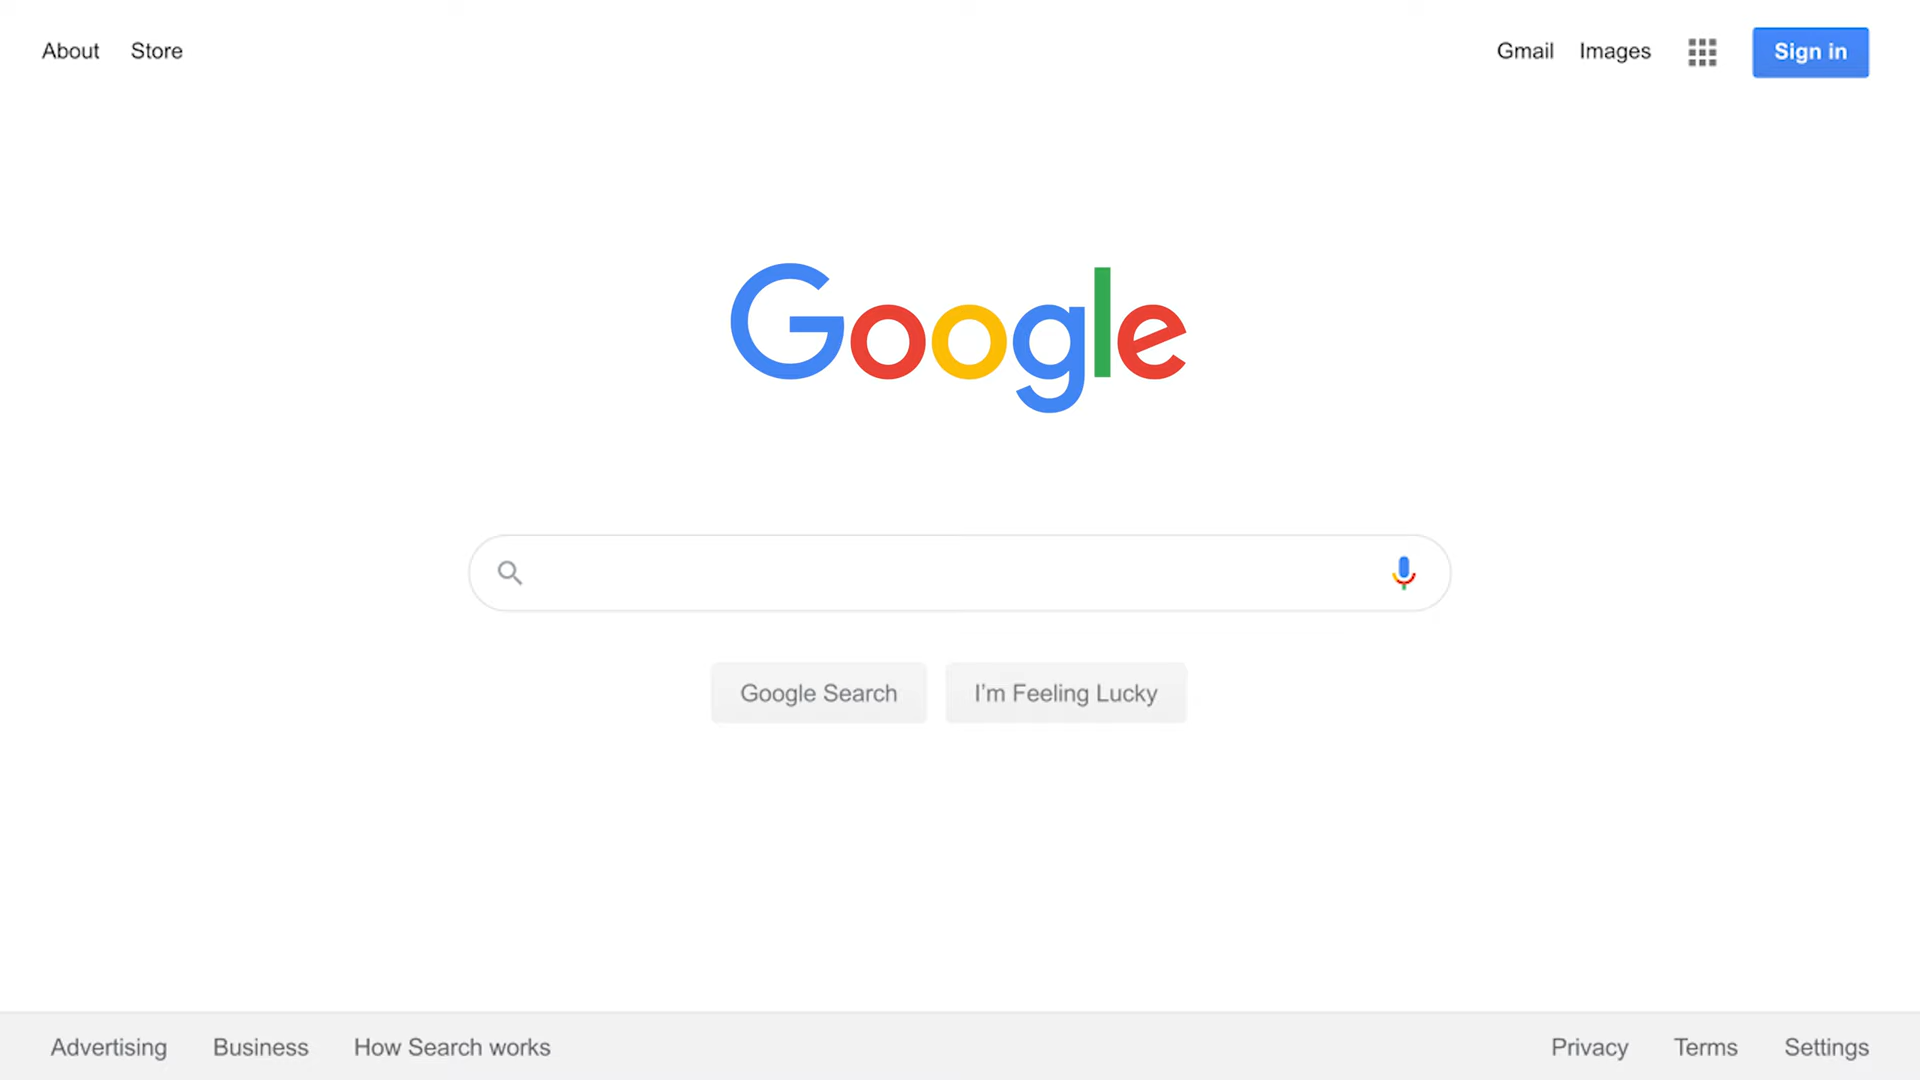 About Store Gmail Images Sign in
Google
Google Search I’m Feeling Lucky
Advertising Business How Search works Privacy Terms Settings